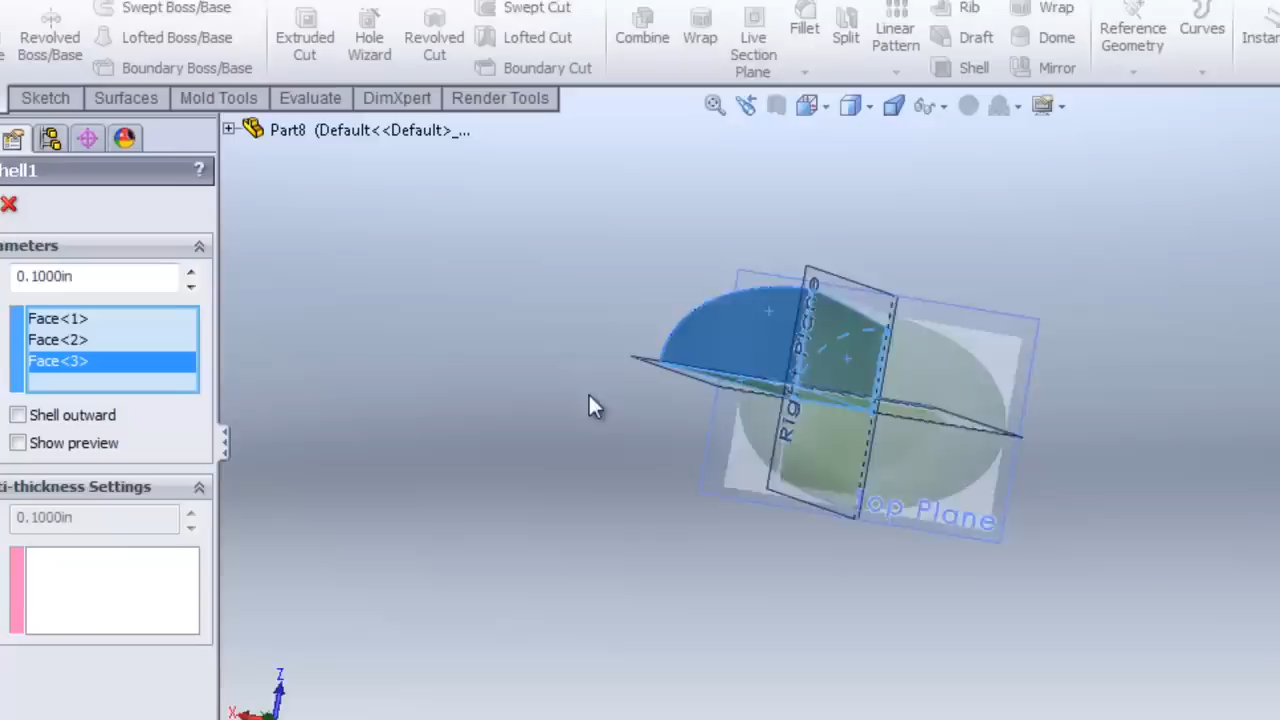 Swept Boss/Base
Revolved Boss/Base
Lofted Boss/Base
Boundary Boss/Base
Extruded Cut
Hole Wizard
Revolved Cut
Swept Cut
Lofted Cut
Boundary Cut
Combine
Wrap
Live Section Plane
Fillet
Split
Linear Pattern
Rib
Draft
Shell
Wrap
Dome
Mirror
Reference Geometry
Curves
Instan
Sketch
Surfaces
Mold Tools
Evaluate
DimXpert
Render Tools
Part8 (Default<<Default>_...
hell1
?
ameters
0.1000in
Face<1>
Face<2>
Face<3>
Shell outward
Show preview
ti-thickness Settings
0.1000in
Right Plane
Top Plane
Z
X